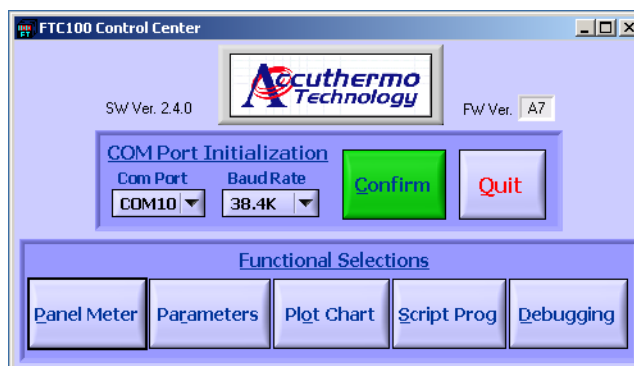 FTC100 Control Center
Accuthermo
Technology
SW Ver. 2.4.0
FW Ver. A7
COM Port Initialization
Com Port Baud Rate
COM10 38.4K
Confirm
Quit
Functional Selections
Panel Meter Parameters Plot Chart Script Prog Debugging